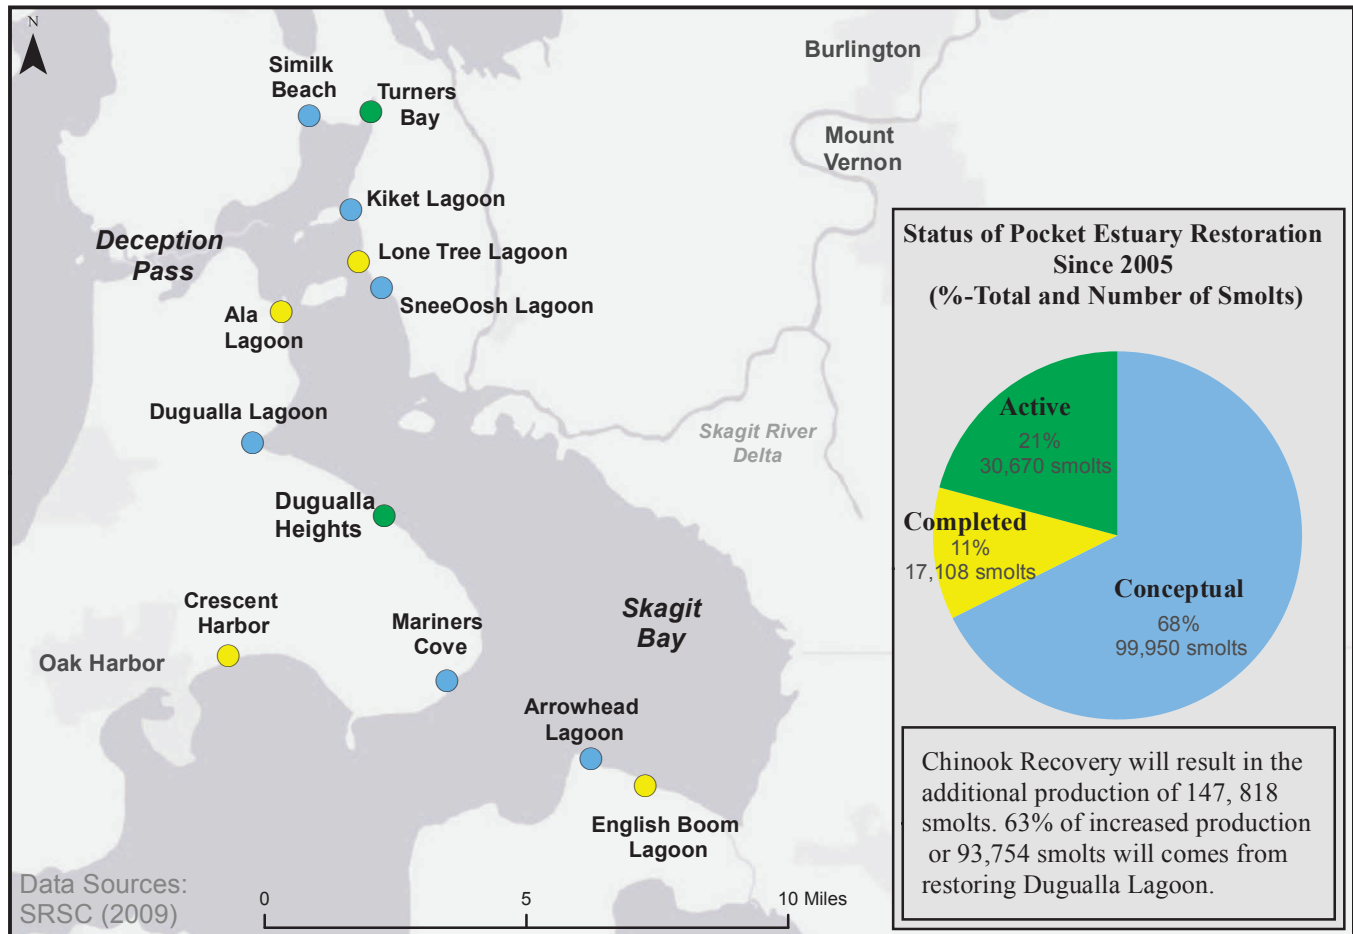 N
Burlington
Similk
Beach
Turners
Bay
Mount
Vernon
Kiket Lagoon
Deception
Pass
Lone Tree Lagoon
SneeOosh Lagoon
Ala
Lagoon
Dugualla Lagoon
Skagit River
Delta
Dugualla
Heights
Crescent
Harbor
Mariners
Cove
Skagit
Bay
Oak Harbor
Arrowhead
Lagoon
English Boom
Lagoon
Data Sources:
SRSC (2009)
0 5 10 Miles
Status of Pocket Estuary Restoration
Since 2005
(%-Total and Number of Smolts)
Active
21%
30,670 smolts
Completed
11%
17,108 smolts
Conceptual
68%
99,950 smolts
Chinook Recovery will result in the
additional production of 147, 818
smolts. 63% of increased production
or 93,754 smolts will comes from
restoring Dugualla Lagoon.